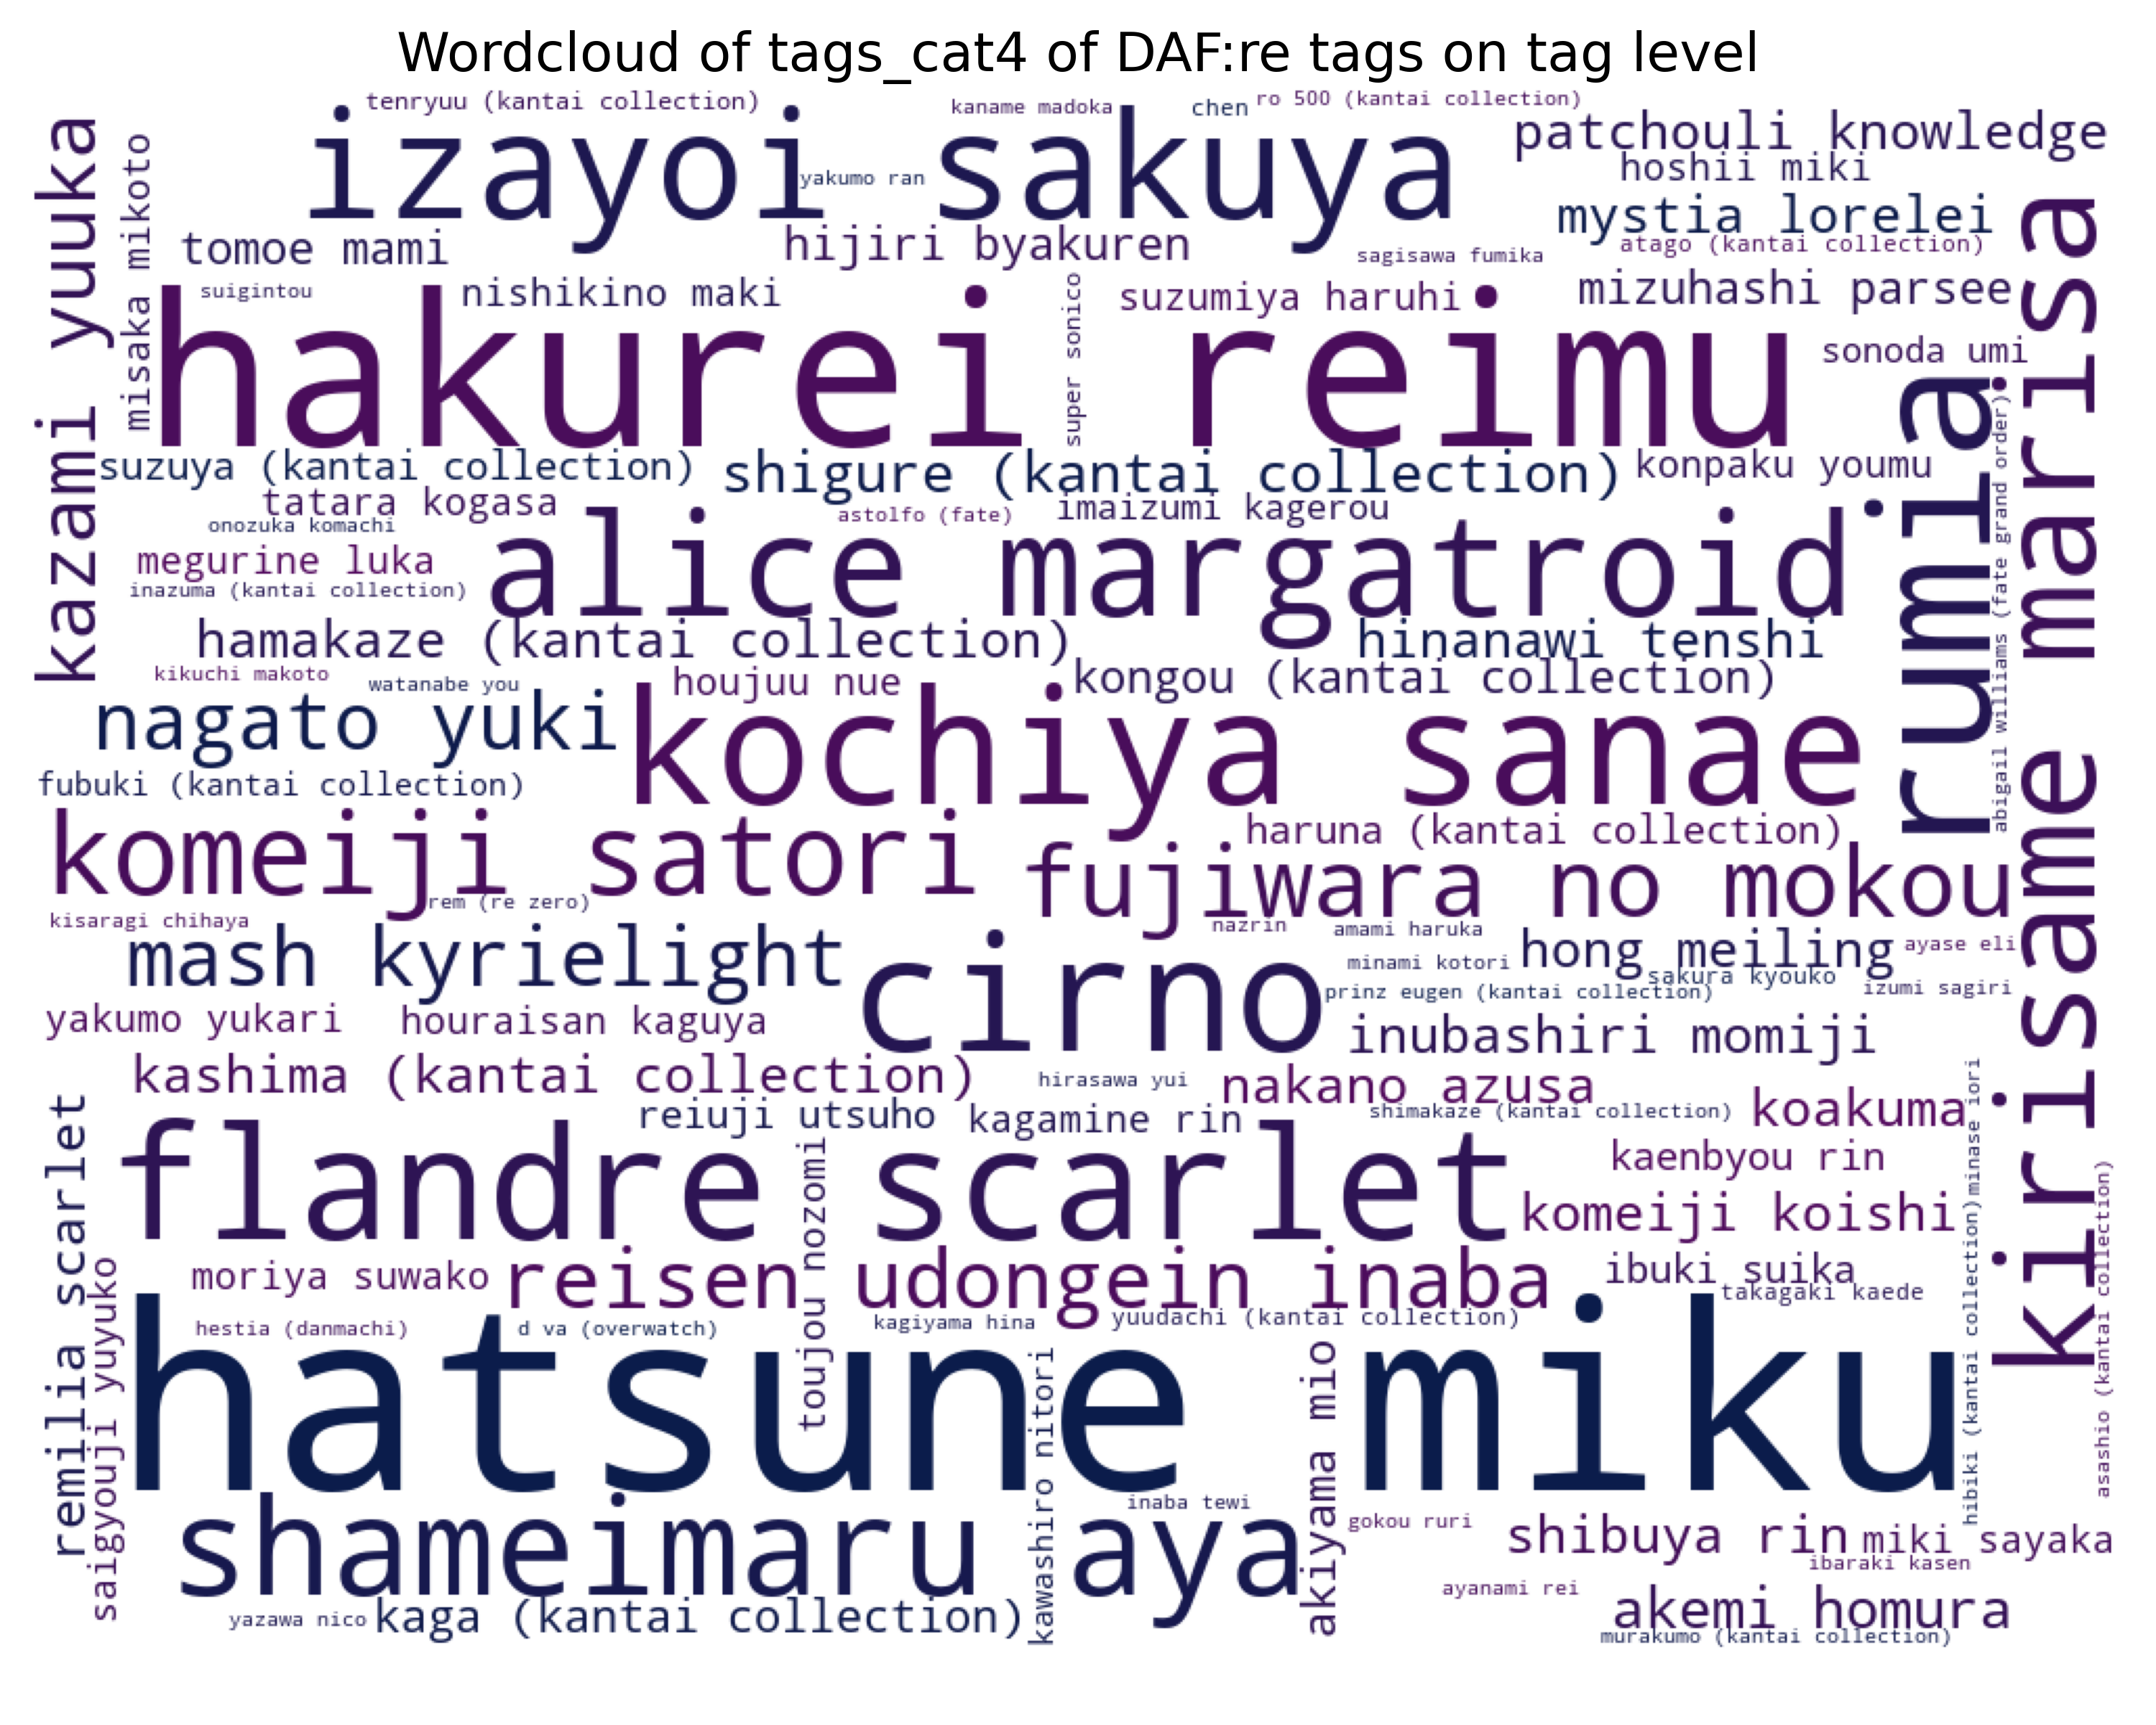 Wordcloud of tags_cat4 of DAF:re tags on tag level
tenryuu (kantai collection)
kaname madoka
chen
ro 500 (kantai collection)
izayoi sakuya
patchouli knowledge
hoshii miki
yakumo ran
kazami yuuka
misaka mikoto
mystia lorelei
tomoe mami
hijiri byakuren
sagisawa fumika
atago (kantai collection)
kirisame marisa
suigintou
nishikino maki
super sonico
suzumiya haruhi
mizuhashi parsee
hakurei reimu
sonoda umi
rumia
abigail williams (fate grand order)
suzuya (kantai collection)
shigure (kantai collection)
konpaku youmu
tatara kogasa
onozuka komachi
astolfo (fate)
imaizumi kagerou
megurine luka
alice margatroid
inazuma (kantai collection)
hamakaze (kantai collection)
hinanawi tenshi
kikuchi makoto
watanabe you
houjuu nue
kongou (kantai collection)
nagato yuki
kochiya sanae
fubuki (kantai collection)
haruna (kantai collection)
komeiji satori
fujiwara no mokou
rem (re zero)
kisaragi chihaya
nazrin
amami haruka
mash kyrielight
cirno
minami kotori
hong meiling
ayase eli
sakura kyouko
prinz eugen (kantai collection)
izumi sagiri
yakumo yukari
houraisan kaguya
inubashiri momiji
kashima (kantai collection)
hirasawa yui
nakano azusa
minase iori
remilia scarlet
reiuji utsuho
kagamine rin
shimakaze (kantai collection)
koakuma
flandre scarlet
toujou nozomi
kaenbyou rin
asashio (kantai collection)
komeiji koishi
hibiki (kantai collection)
saigyouji yuyuko
moriya suwako
reisen udongein inaba
ibuki suika
takagaki kaede
hestia (danmachi)
d va (overwatch)
kagiyama hina
yuudachi (kantai collection)
hatsune miku
kawashiro nitori
akiyama mio
shameimaru aya
inaba tewi
gokou ruri
shibuya rin
miki sayaka
ibaraki kasen
ayanami rei
yazawa nico
kaga (kantai collection)
akemi homura
murakumo (kantai collection)